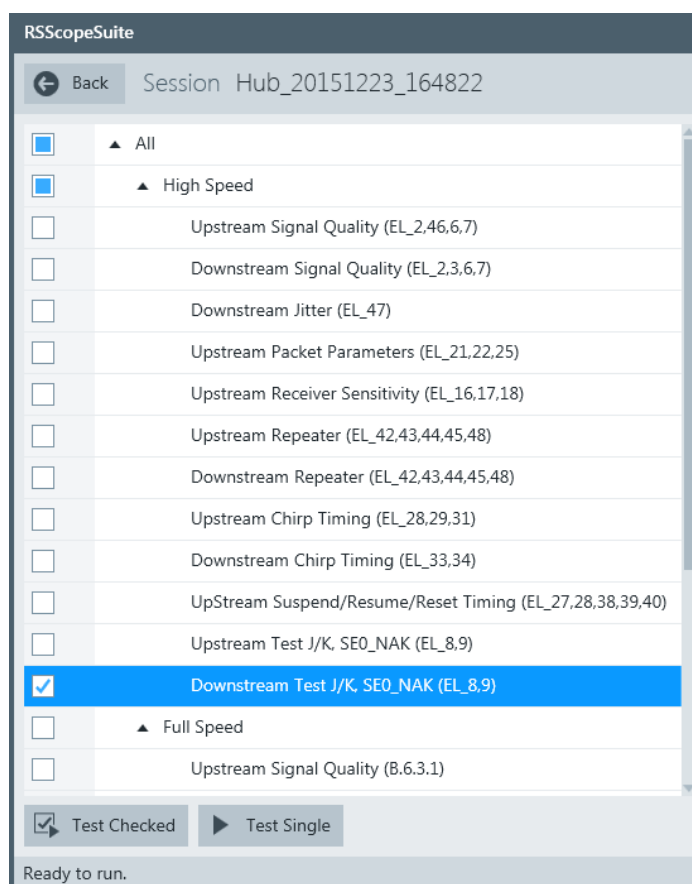 RSScopeSuite
Back Session Hub_20151223_164822
All
High Speed
Upstream Signal Quality (EL_2,46,6,7)
Downstream Signal Quality (EL_2,3,6,7)
Downstream Jitter (EL_47)
Upstream Packet Parameters (EL_21,22,25)
Upstream Receiver Sensitivity (EL_16,17,18)
Upstream Repeater (EL_42,43,44,45,48)
Downstream Repeater (EL_42,43,44,45,48)
Upstream Chirp Timing (EL_28,29,31)
Downstream Chirp Timing (EL_33,34)
UpStream Suspend/Resume/Reset Timing (EL_27,28,38,39,40)
Upstream Test J/K, SE0_NAK (EL_8,9)
Downstream Test J/K, SE0_NAK (EL_8,9)
Full Speed
Upstream Signal Quality (B.6.3.1)
Test Checked Test Single
Ready to run.